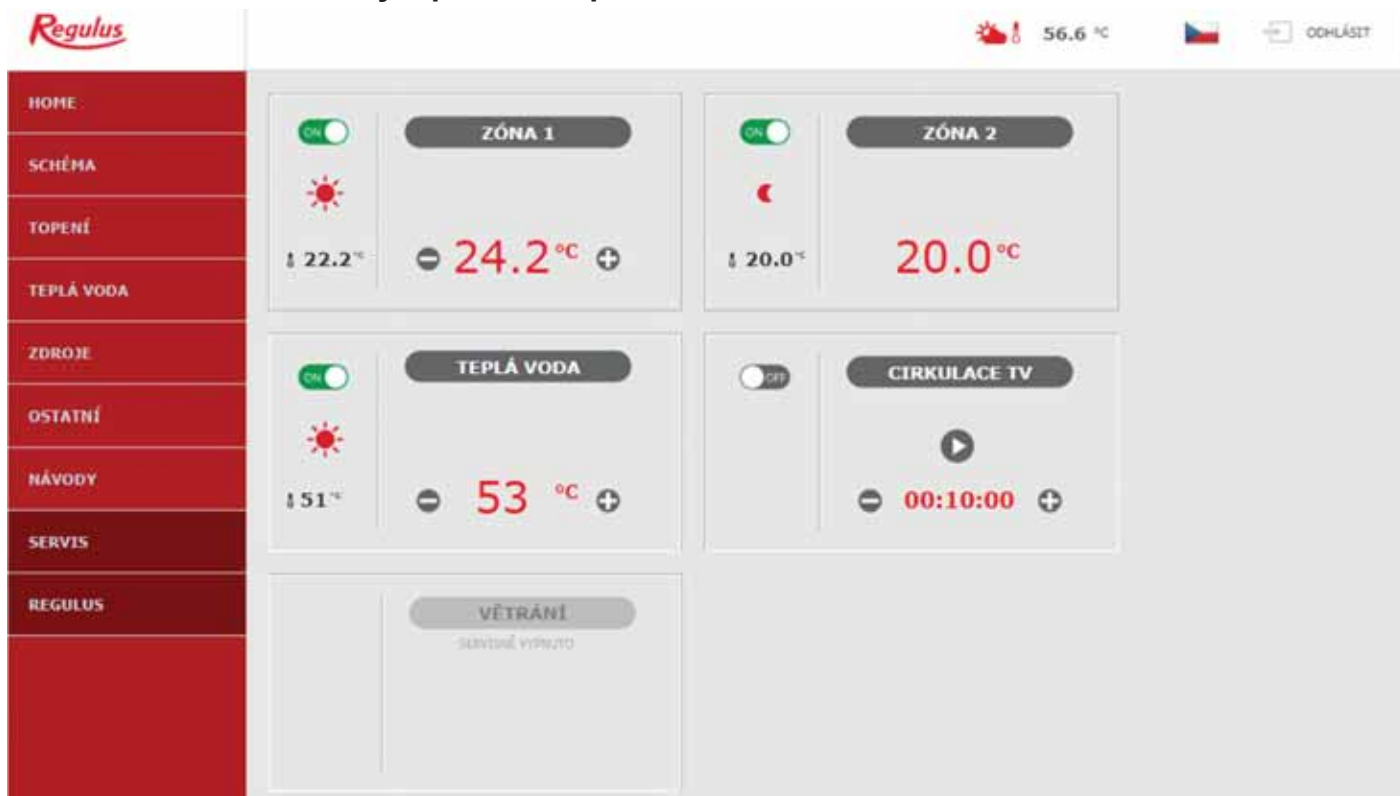 Regulus
56.6 °C
ODHLÁSIT
HOME
SCHÉMA
TOPENÍ
TEPLÁ VODA
ZDROJE
OSTATNÍ
NÁVODY
SERVIS
REGULUS
ON
ZÓNA 1
22.2°C
24.2°C
ON
ZÓNA 2
20.0°C
20.0°C
ON
TEPLÁ VODA
51°C
53 °C
OFF
CIRKULACE TV
00:10:00
VĚTRÁNÍ
SERVISNĚ VYPNUTO